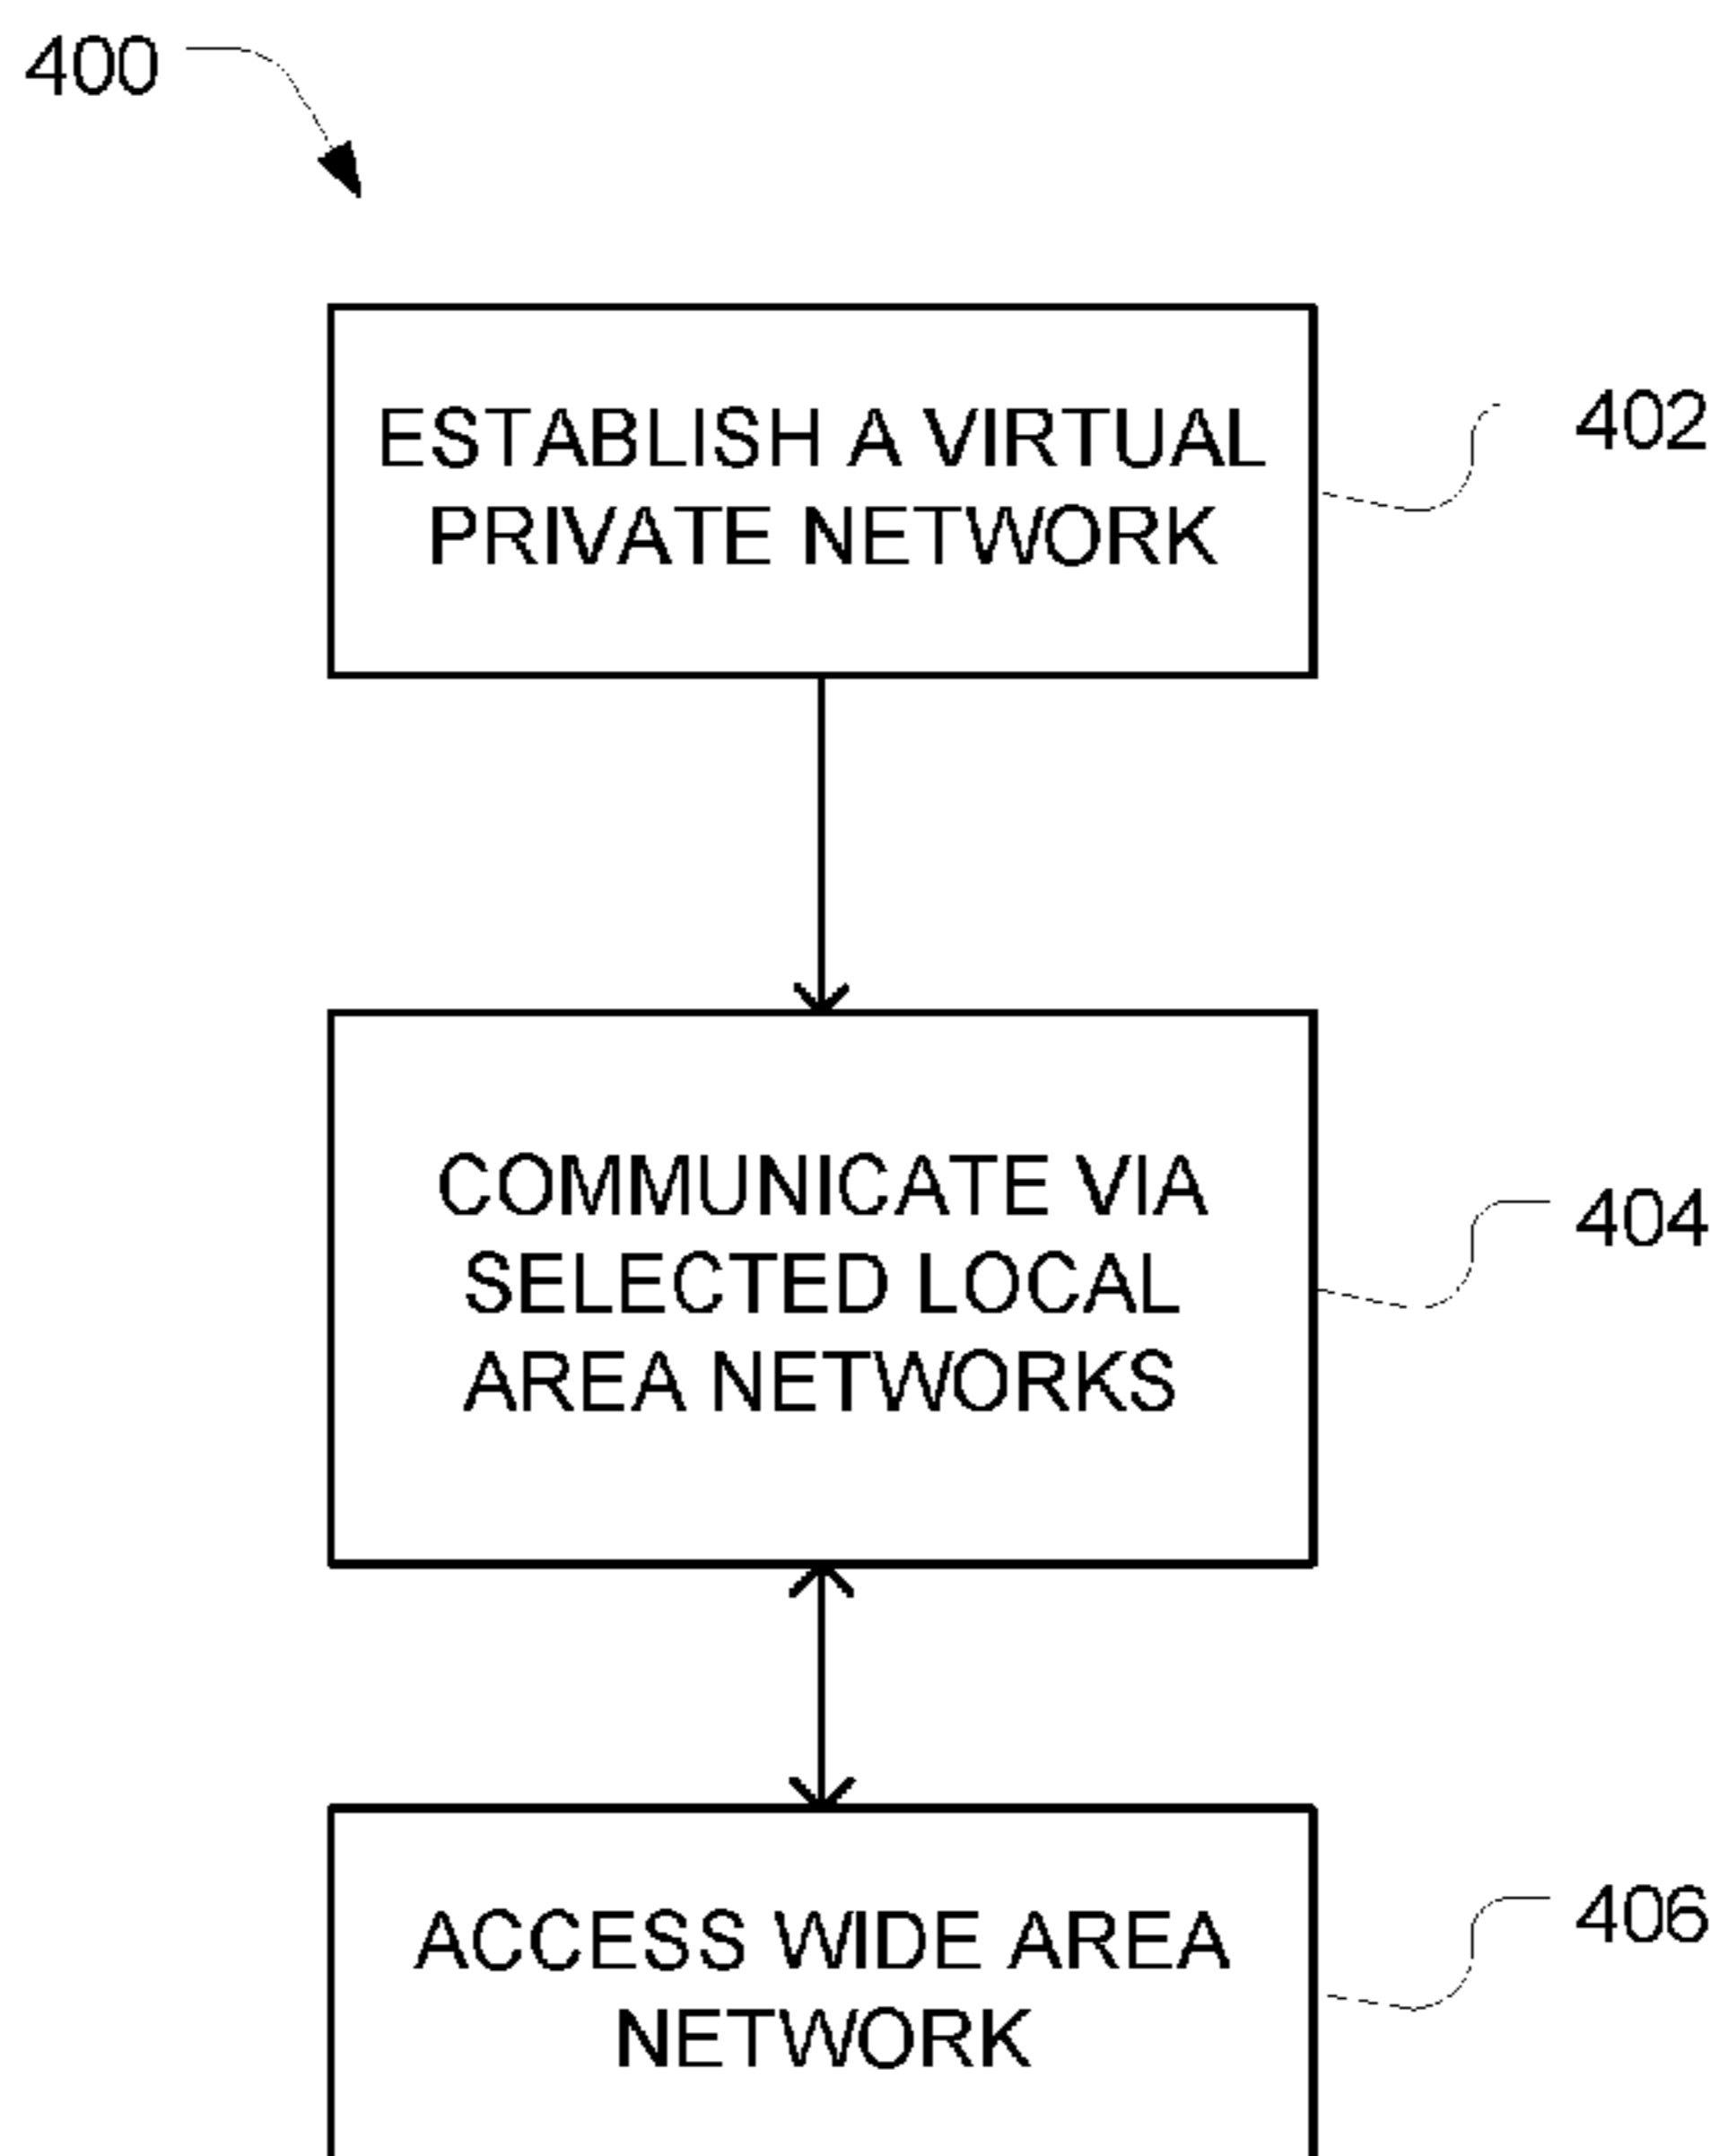 400
ESTABLISH A VIRTUAL
PRIVATE NETWORK
402
COMMUNICATE VIA
SELECTED LOCAL
AREA NETWORKS
404
ACCESS WIDE AREA
NETWORK
406